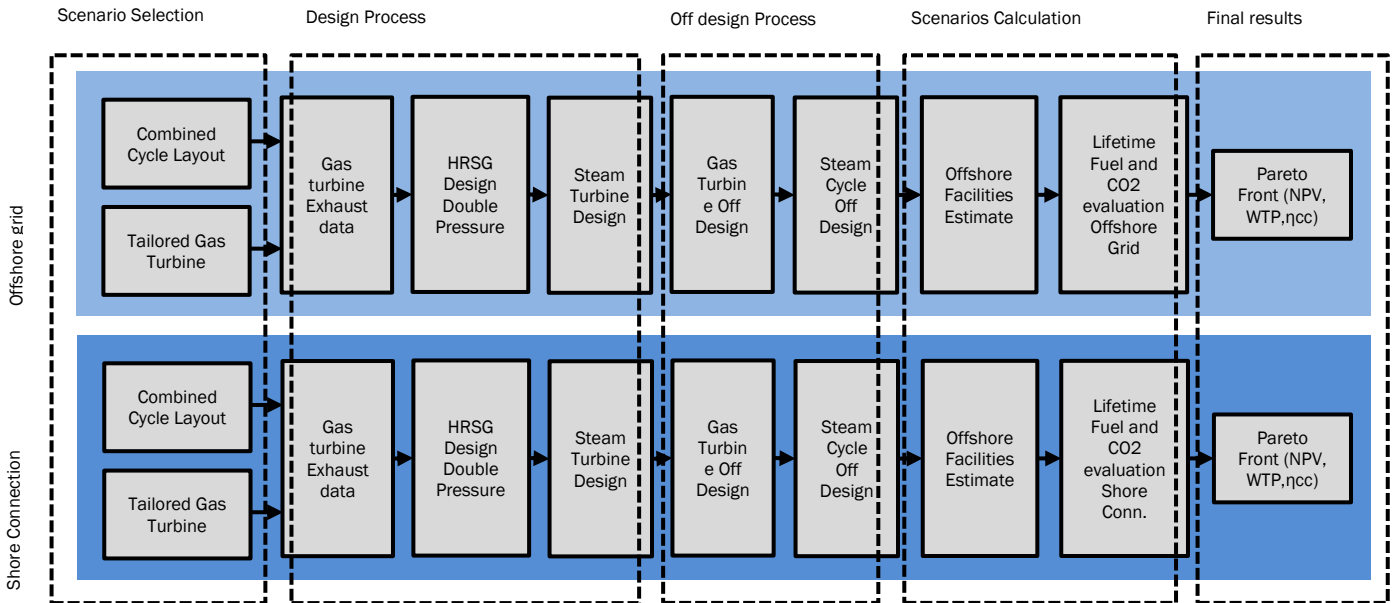 Scenario Selection
Design Process
Off design Process
Scenarios Calculation
Final results
Offshore grid
Combined
Cycle Layout
Tailored Gas
Turbine
Gas
turbine
Exhaust
data
HRSG
Design
Double
Pressure
Steam
Turbine
Design
Gas
Turbin
e Off
Design
Steam
Cycle
Off
Design
Offshore
Facilities
Estimate
Lifetime
Fuel and
CO2
evaluation
Offshore
Grid
Pareto
Front (NPV,
WTP,ηcc)
Shore Connection
Combined
Cycle Layout
Tailored Gas
Turbine
Gas
turbine
Exhaust
data
HRSG
Design
Double
Pressure
Steam
Turbine
Design
Gas
Turbin
e Off
Design
Steam
Cycle
Off
Design
Offshore
Facilities
Estimate
Lifetime
Fuel and
CO2
evaluation
Shore
Conn.
Pareto
Front (NPV,
WTP,ηcc)